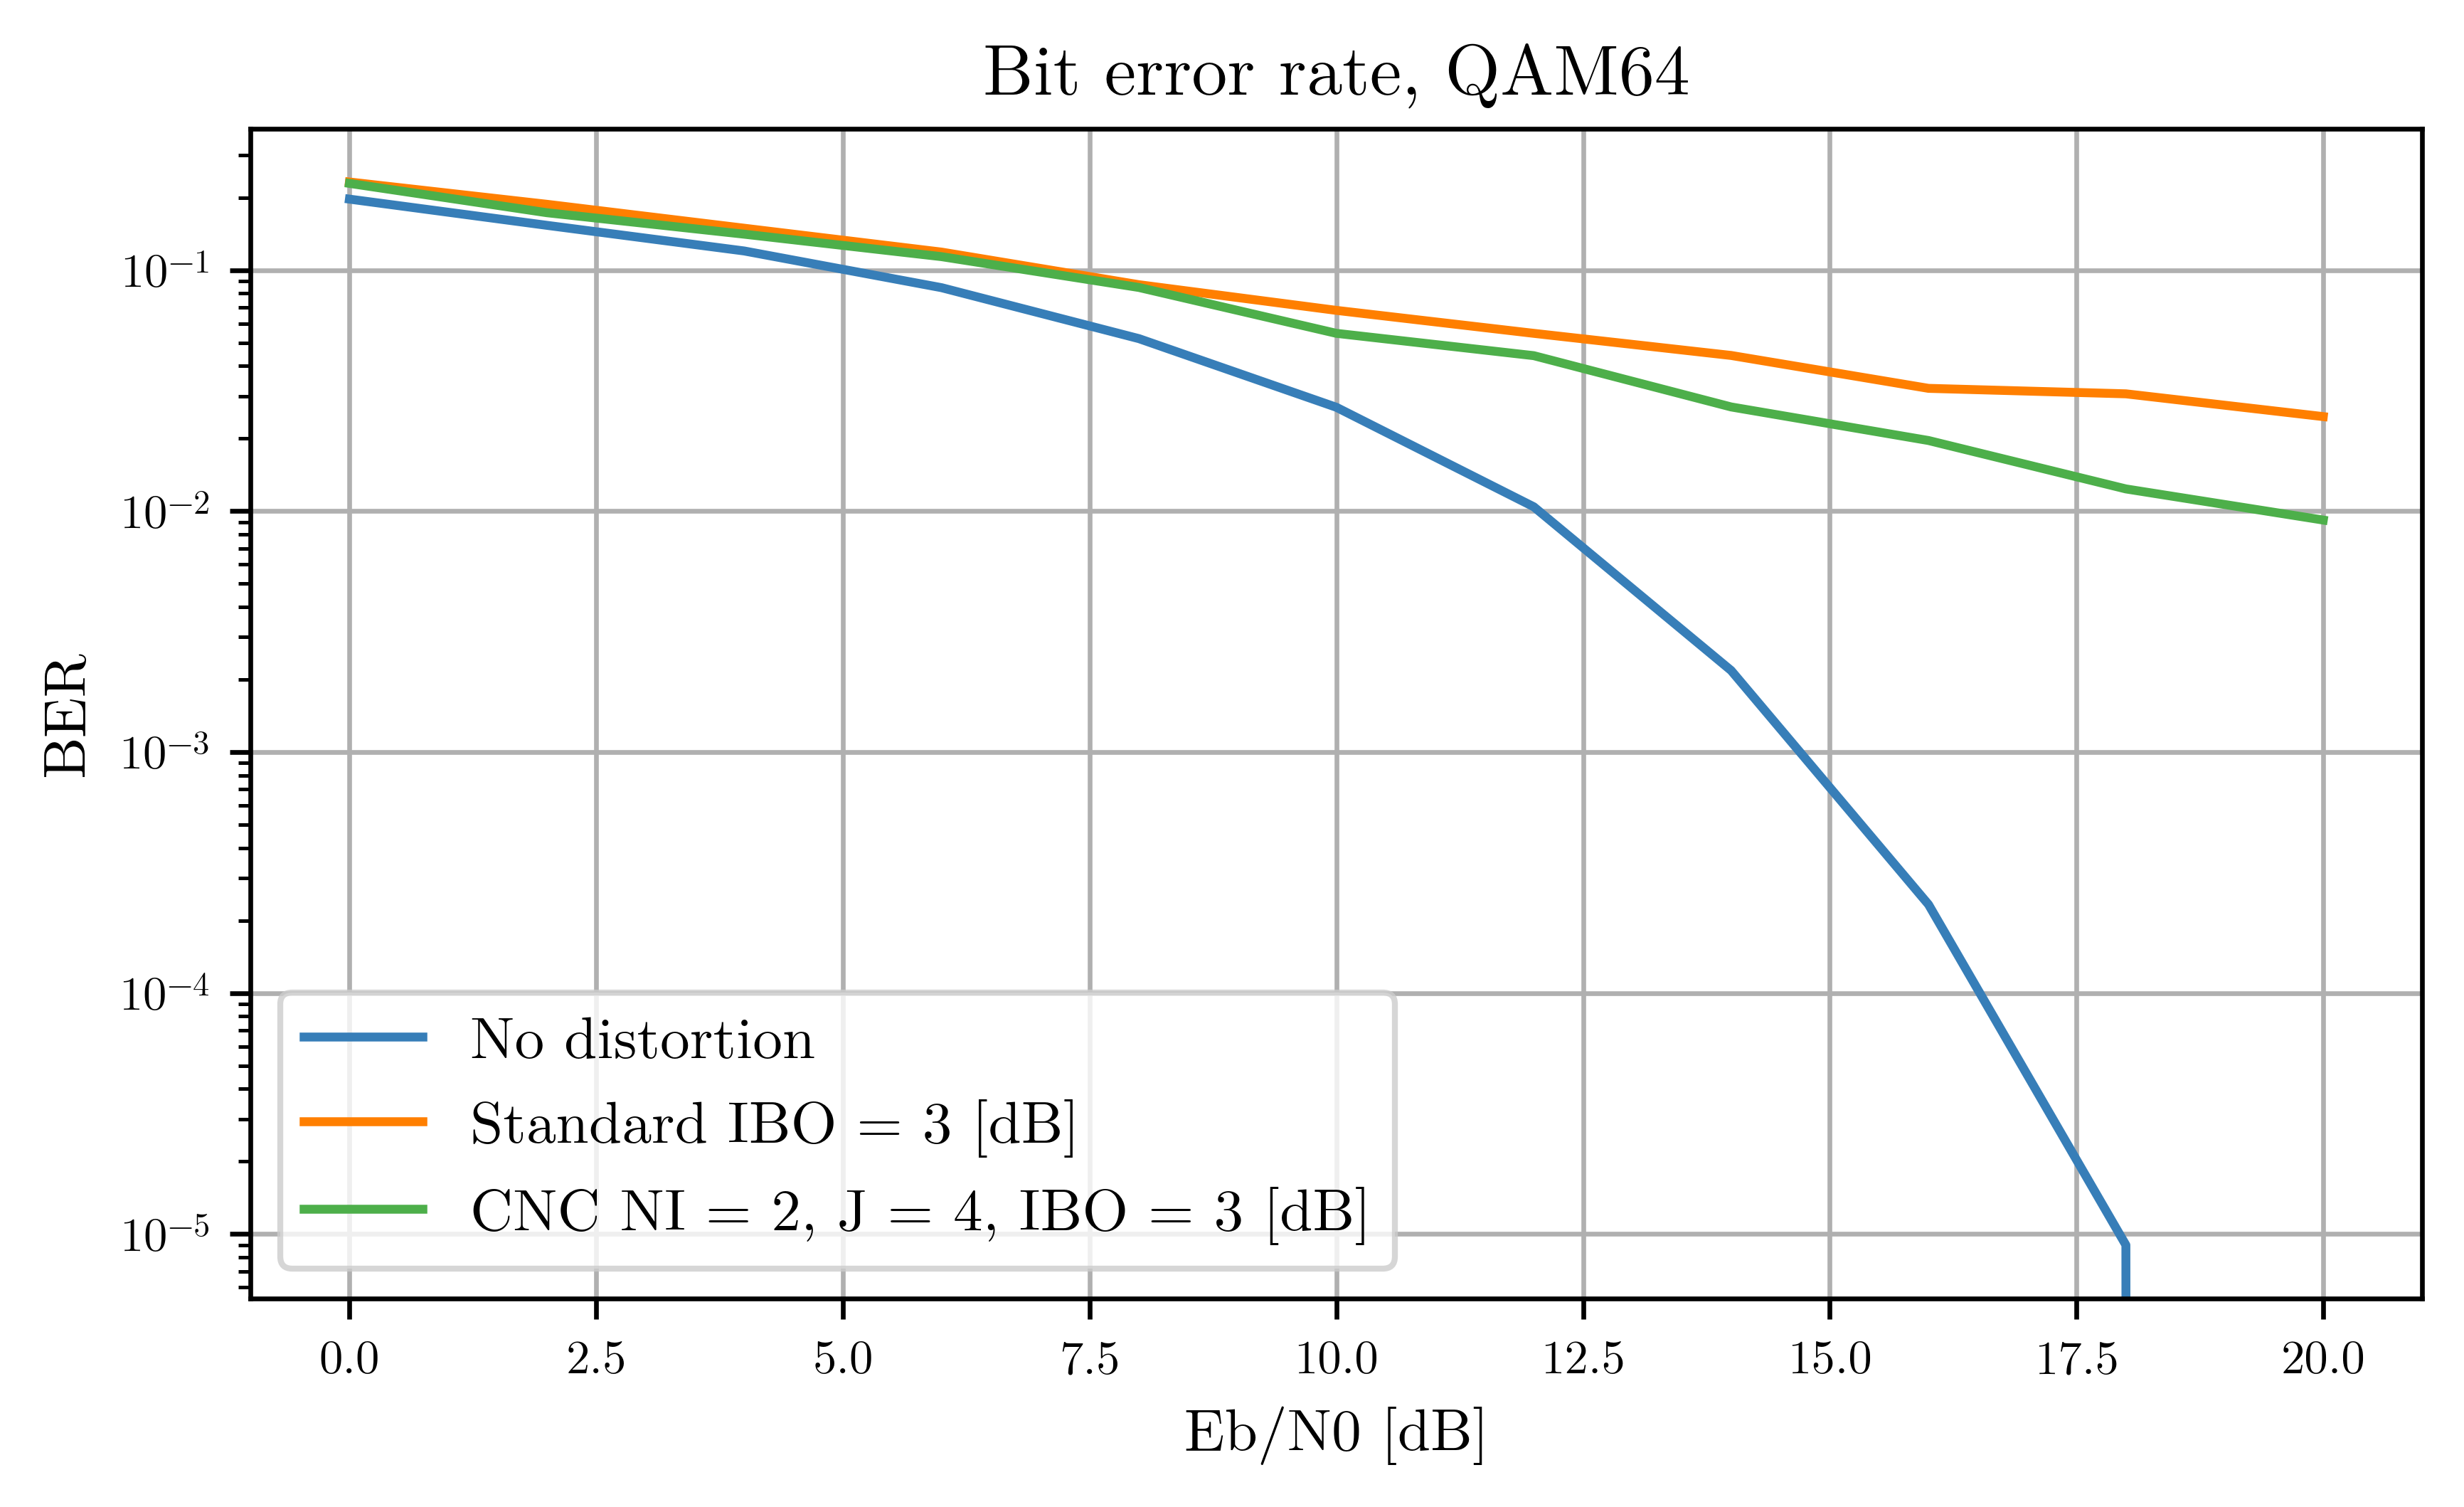 Bit error rate, QAM64
BER
10⁻¹
10⁻²
10⁻³
10⁻⁴
10⁻⁵
No distortion
Standard IBO = 3 [dB]
CNC NI = 2, J = 4, IBO = 3 [dB]
0.0 2.5 5.0 7.5 10.0 12.5 15.0 17.5 20.0
Eb/N0 [dB]